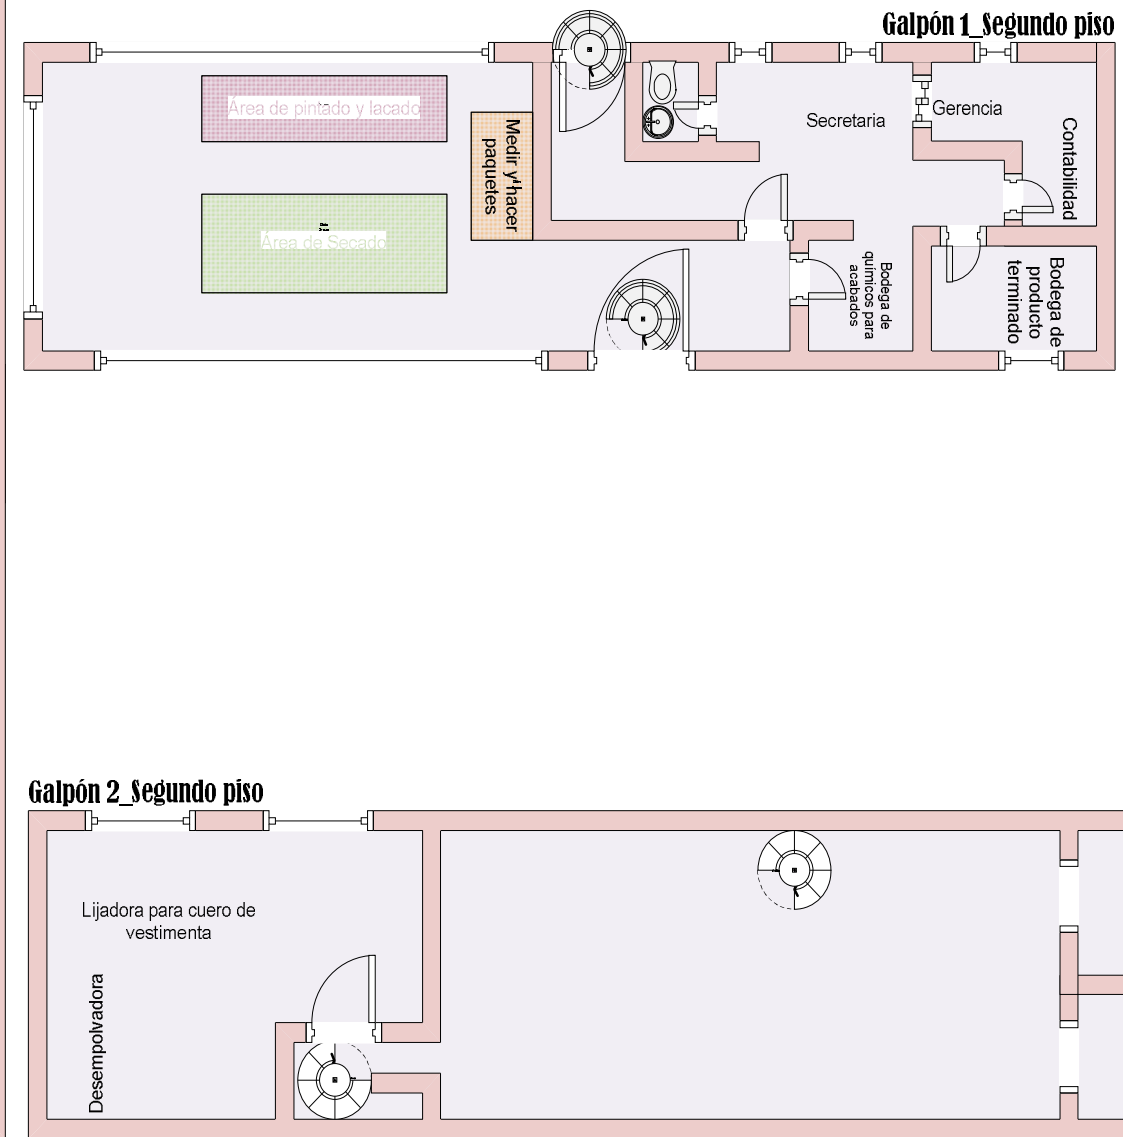 Galpón 1_Segundo piso
Área de pintado y lacado
Medir y hacer
paquetes
Área de Secado
Secretaria
Gerencia
Contabilidad
Bodega de
quimicos para
acabados
Bodega de
producto
terminado
Galpón 2_Segundo piso
Lijadora para cuero de
vestimenta
Desempolvadora